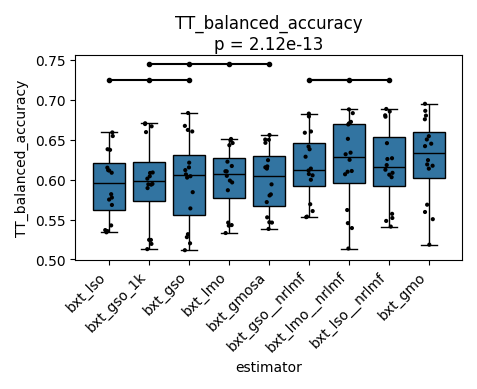 TT_balanced_accuracy
p = 2.12e-13
TT_balanced_accuracy
0.75
0.70
0.65
0.60
0.55
0.50
bxt_lso
bxt_gso_1k
bxt_gso
bxt_lmo
bxt_gmosa
bxt_gso__nrlmf
bxt_lmo__nrlmf
bxt_lso__nrlmf
bxt_gmo
estimator